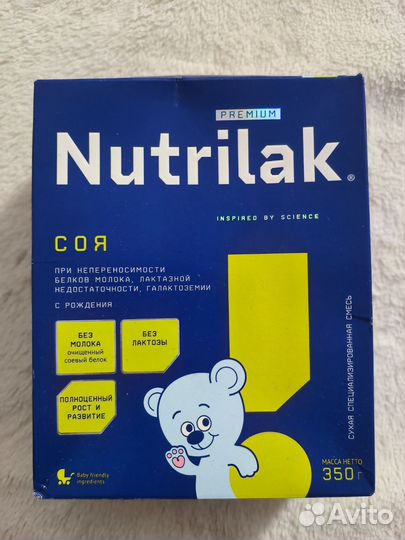 PREMIUM
Nutrilak®
INSPIRED BY SCIENCE
СОЯ
ПРИ НЕПЕРЕНОСИМОСТИ
БЕЛКОВ МОЛОКА, ЛАКТАЗНОЙ
НЕДОСТАТОЧНОСТИ, ГАЛАКТОЗЕМИИ
С РОЖДЕНИЯ
БЕЗ
МОЛОКА
очищенный
соевый белок
БЕЗ
ЛАКТОЗЫ
ПОЛНОЦЕННЫЙ
РОСТ И
РАЗВИТИЕ
СУХАЯ СПЕЦИАЛИЗИРОВАННАЯ СМЕСЬ
Baby friendly
ingredients
МАССА НЕТТО
350 г
Avito